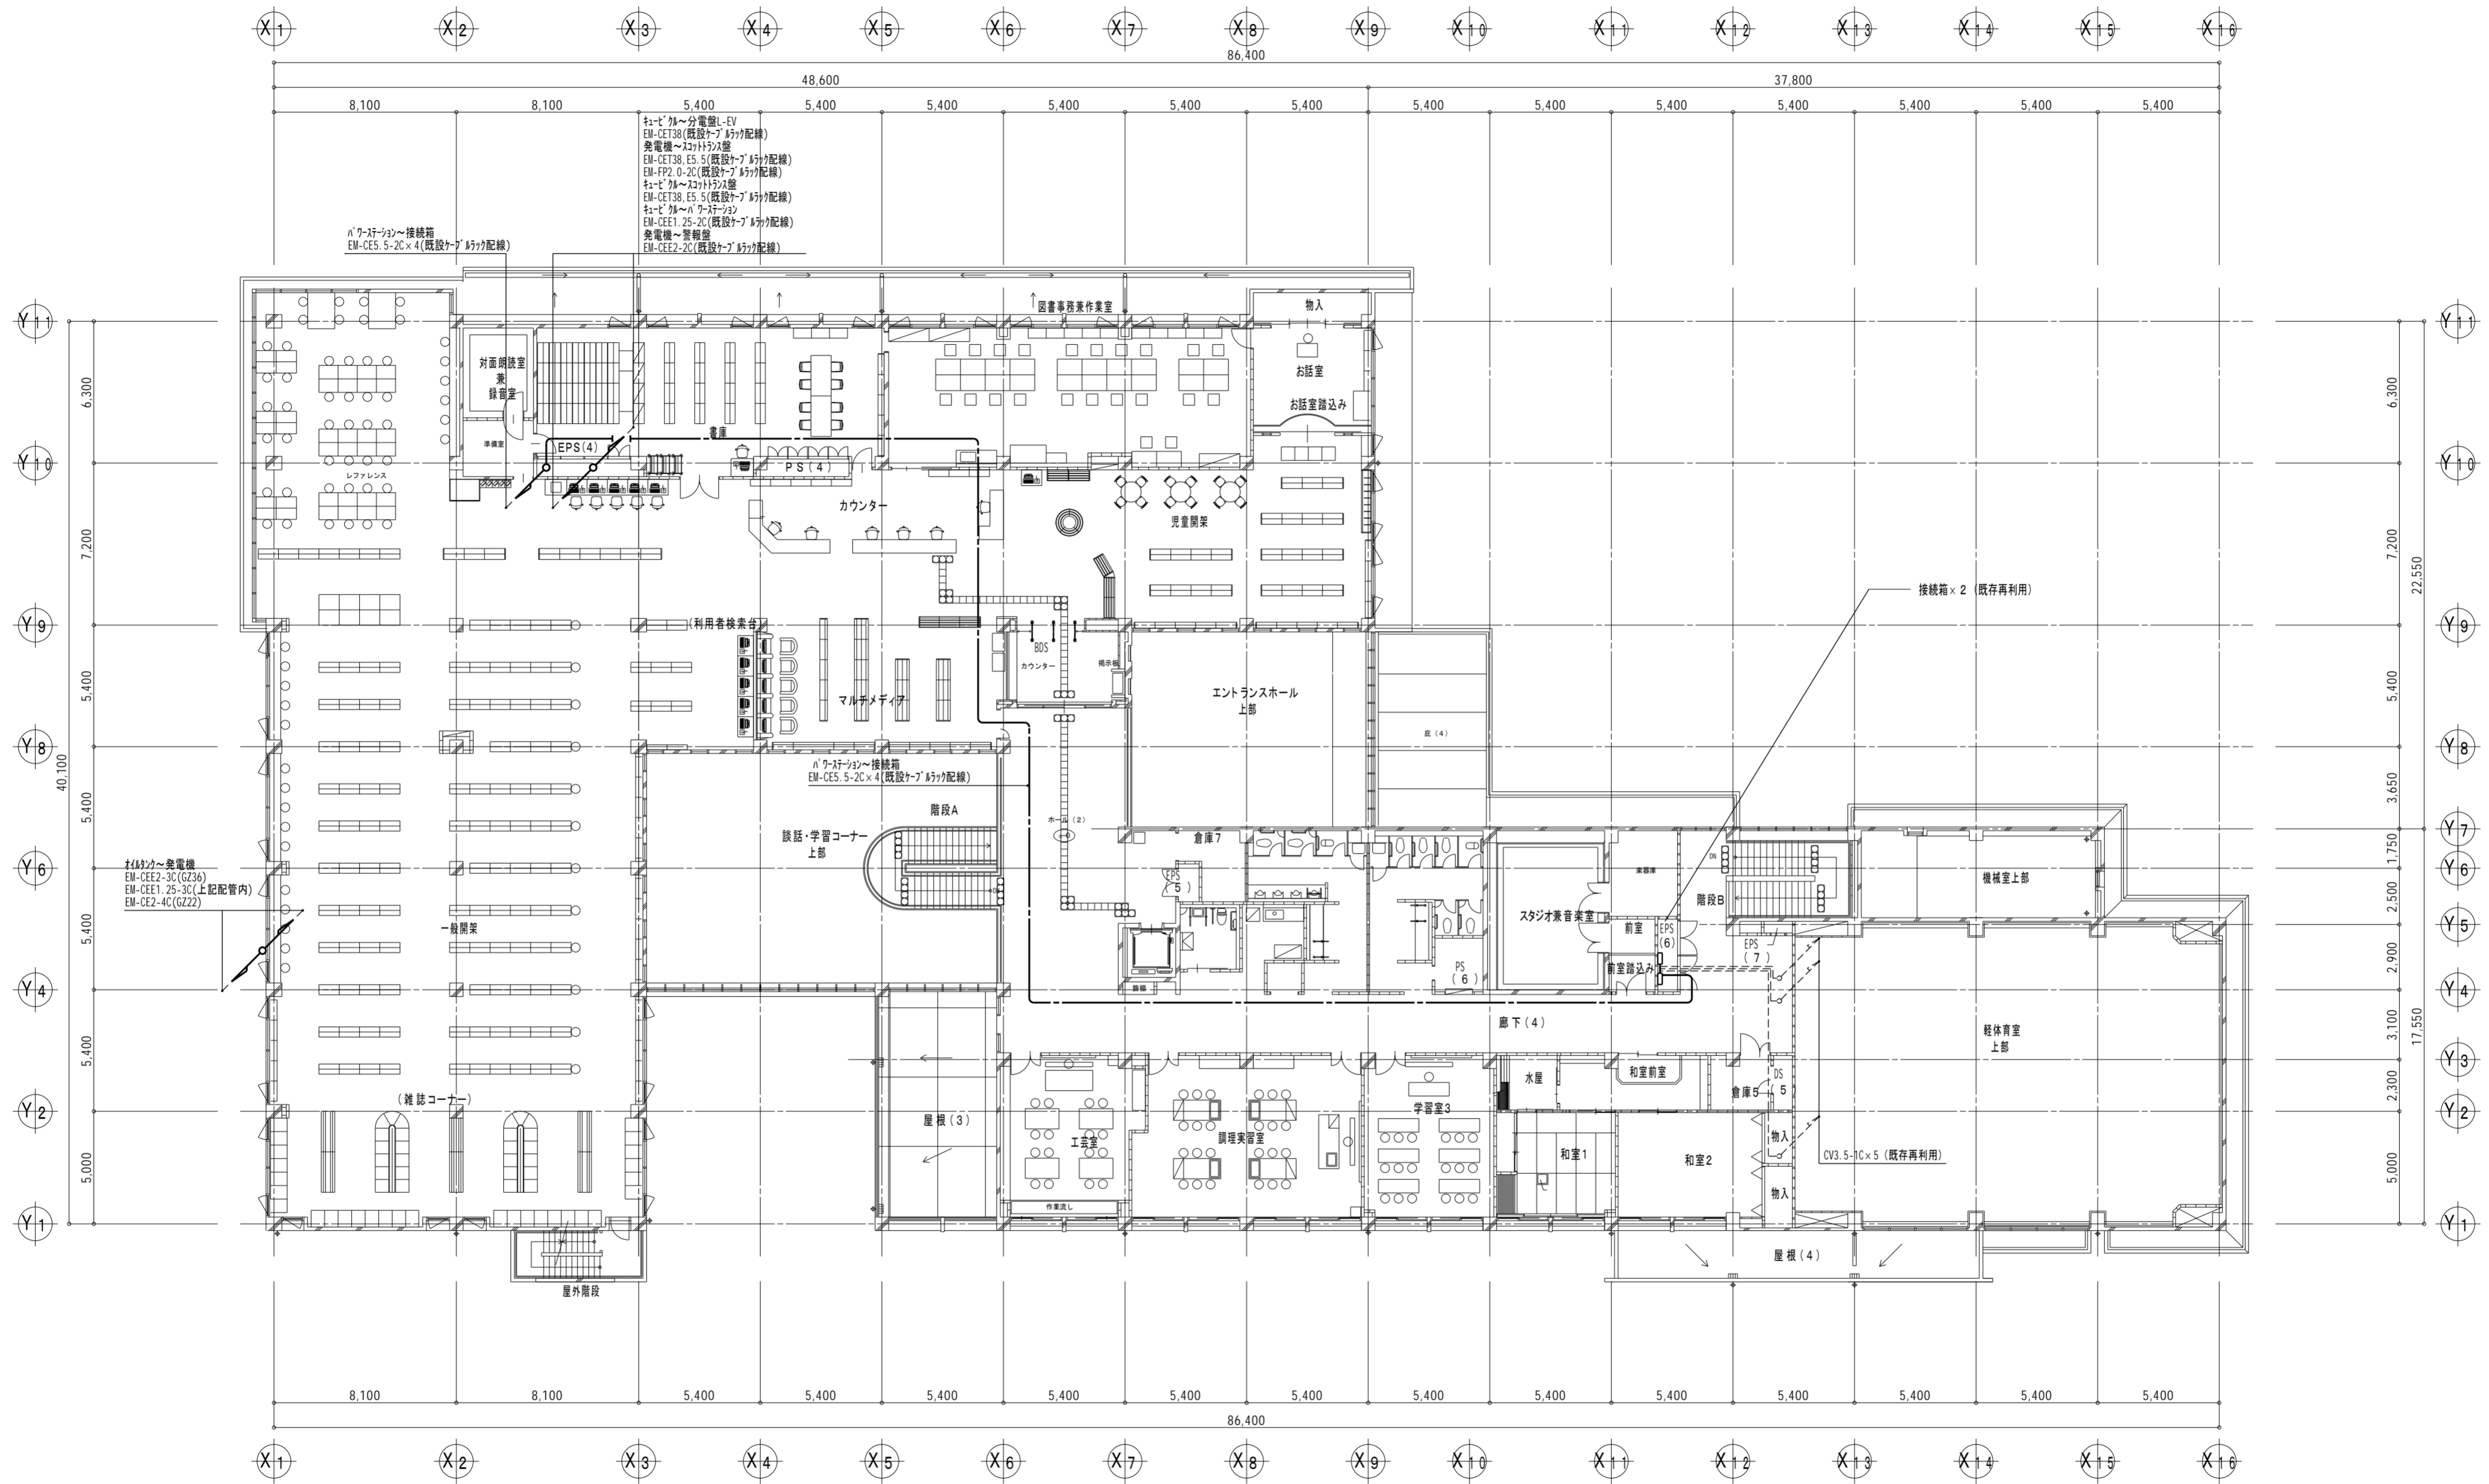 X1 X2 X3 X4 X5 X6 X7 X8 X9 X10 X11 X12 X13 X14 X15 X16
86,400
48,600 37,800
8,100 8,100 5,400 5,400 5,400 5,400 5,400 5,400 5,400 5,400 5,400 5,400 5,400 5,400 5,400
ｷｭｰﾋﾞｸﾙ～分電盤L-EV
EM-CET38(既設ｹｰﾌﾞﾙﾗｯｸ配線)
発電機～ｽｺｯﾄﾄﾗﾝｽ盤
EM-CET38,E5.5(既設ｹｰﾌﾞﾙﾗｯｸ配線)
EM-FP2.0-2C(既設ｹｰﾌﾞﾙﾗｯｸ配線)
ｷｭｰﾋﾞｸﾙ～ｽｺｯﾄﾄﾗﾝｽ盤
EM-CET38,E5.5(既設ｹｰﾌﾞﾙﾗｯｸ配線)
ｷｭｰﾋﾞｸﾙ～ﾊﾟﾜｰｽﾃｰｼｮﾝ
EM-CEE1.25-2C(既設ｹｰﾌﾞﾙﾗｯｸ配線)
発電機～警報盤
EM-CEE2-2C(既設ｹｰﾌﾞﾙﾗｯｸ配線)
ﾊﾟﾜｰｽﾃｰｼｮﾝ～接続箱
EM-CE5.5-2C×4(既設ｹｰﾌﾞﾙﾗｯｸ配線)
図書事務兼作業室
物入
Y11 Y11
対面朗読室
兼
録音室
お話室
お話室踏込み
6,300 6,300
準備室
EPS(4)
書庫
PS(4)
Y10 Y10
レファレンス
カウンター
児童開架
7,200 7,200
22,550
接続箱×2 (既存再利用)
Y9 Y9
(利用者検索台)
BDS
カウンター
掲示板
5,400 5,400
マルチメディア
エントランスホール
上部
庇(4)
Y8 Y8
40,100
ﾊﾟﾜｰｽﾃｰｼｮﾝ～接続箱
EM-CE5.5-2C×4(既設ｹｰﾌﾞﾙﾗｯｸ配線)
5,400 3,650
階段A
談話・学習コーナー
上部
ホール(2)
倉庫7
Y7
DN
1,750
Y6 Y6
ｵｲﾙﾀﾝｸ～発電機
EM-CEE2-3C(GZ36)
EM-CEE1.25-3C(上記配管内)
EM-CE2-4C(GZ22)
EPS
(5)
楽器庫
機械室上部
DN
階段B
2,500
スタジオ兼音楽室
前室
EPS
(6)
Y5
一般開架
5,400
EPS
(7)
前室踏込み
PS
(6)
2,900
Y4 Y4
廊下(4)
軽体育室
上部
5,400 3,100
17,550
Y3 Y3
水屋
和室前室
DS
(5
倉庫5
2,300
(雑誌コーナー)
Y2 Y2
屋根(3)
工芸室
調理実習室
学習室3
物入
和室1
和室2
CV3.5-1C×5 (既存再利用)
5,000 5,000
物入
作業流し
Y1 Y1
屋根(4)
屋外階段
8,100 8,100 5,400 5,400 5,400 5,400 5,400 5,400 5,400 5,400 5,400 5,400 5,400 5,400 5,400
86,400
X1 X2 X3 X4 X5 X6 X7 X8 X9 X10 X11 X12 X13 X14 X15 X16